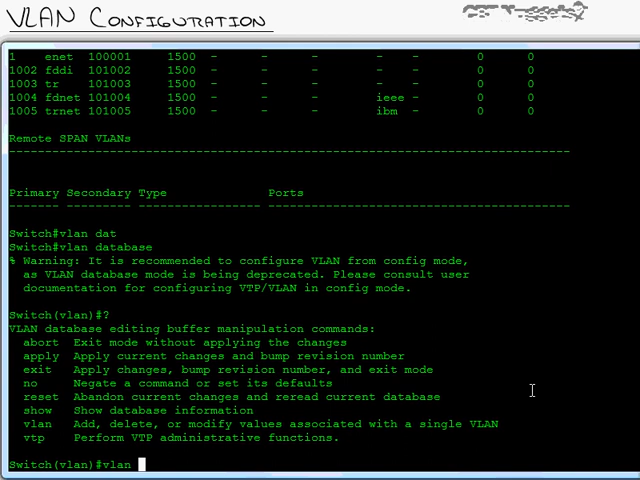 VLAN CONFIGURATION
1 enet 100001 1500 - - - - - 0 0
1002 fddi 101002 1500 - - - - - 0 0
1003 tr 101003 1500 - - - - - 0 0
1004 fdnet 101004 1500 - - - ieee - 0 0
1005 trnet 101005 1500 - - - ibm - 0 0
Remote SPAN VLANs
------------------------------------------------------------------------------
Primary Secondary Type Ports
------- --------- ----------------- ------------------------------------------
Switch#vlan dat
Switch#vlan database
% Warning: It is recommended to configure VLAN from config mode,
as VLAN database mode is being deprecated. Please consult user
documentation for configuring VTP/VLAN in config mode.
Switch(vlan)#?
VLAN database editing buffer manipulation commands:
abort Exit mode without applying the changes
apply Apply current changes and bump revision number
exit Apply changes, bump revision number, and exit mode
no Negate a command or set its defaults
reset Abandon current changes and reread current database
show Show database information
vlan Add, delete, or modify values associated with a single VLAN
vtp Perform VTP administrative functions.
Switch(vlan)#vlan